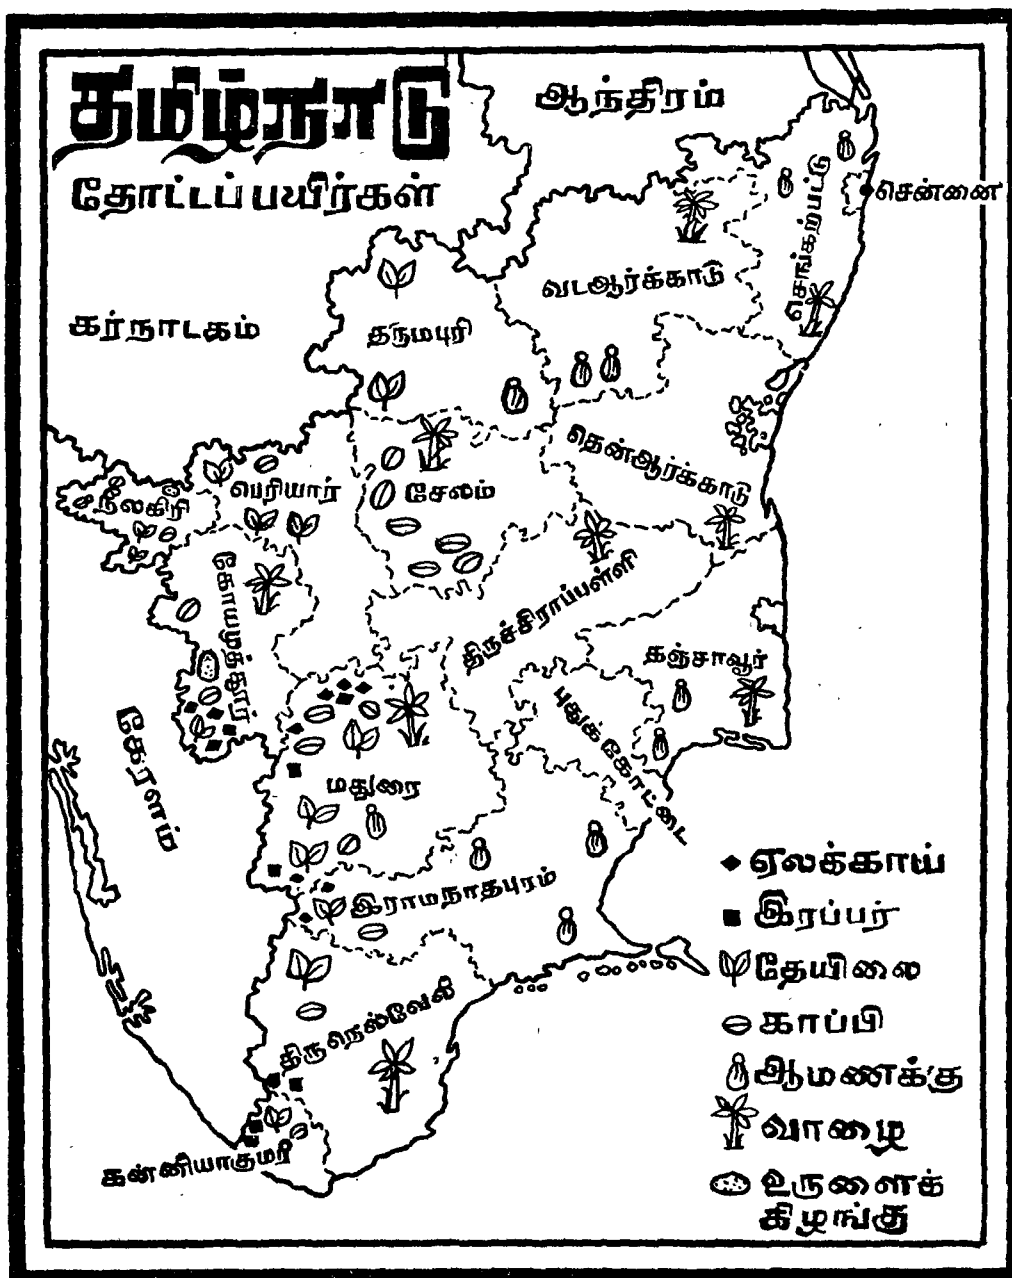 தமிழ்நாடு
தோட்டப் பயிர்கள்
ஆந்திரம்
சென்னை
செங்கற்பட்டு
வடஆர்க்காடு
கர்நாடகம்
தருமபுரி
தென்ஆர்க்காடு
நீலகிரி
பெரியார்
சேலம்
கோயமுத்தூர்
திருச்சிராப்பள்ளி
தஞ்சாவூர்
புதுக்கோட்டை
கேரளம்
மதுரை
இராமநாதபுரம்
திருநெல்வேலி
கன்னியாகுமரி
ஏலக்காய்
இரப்பர்
தேயிலை
காப்பி
ஆமணக்கு
வாழை
உருளைக்
கிழங்கு